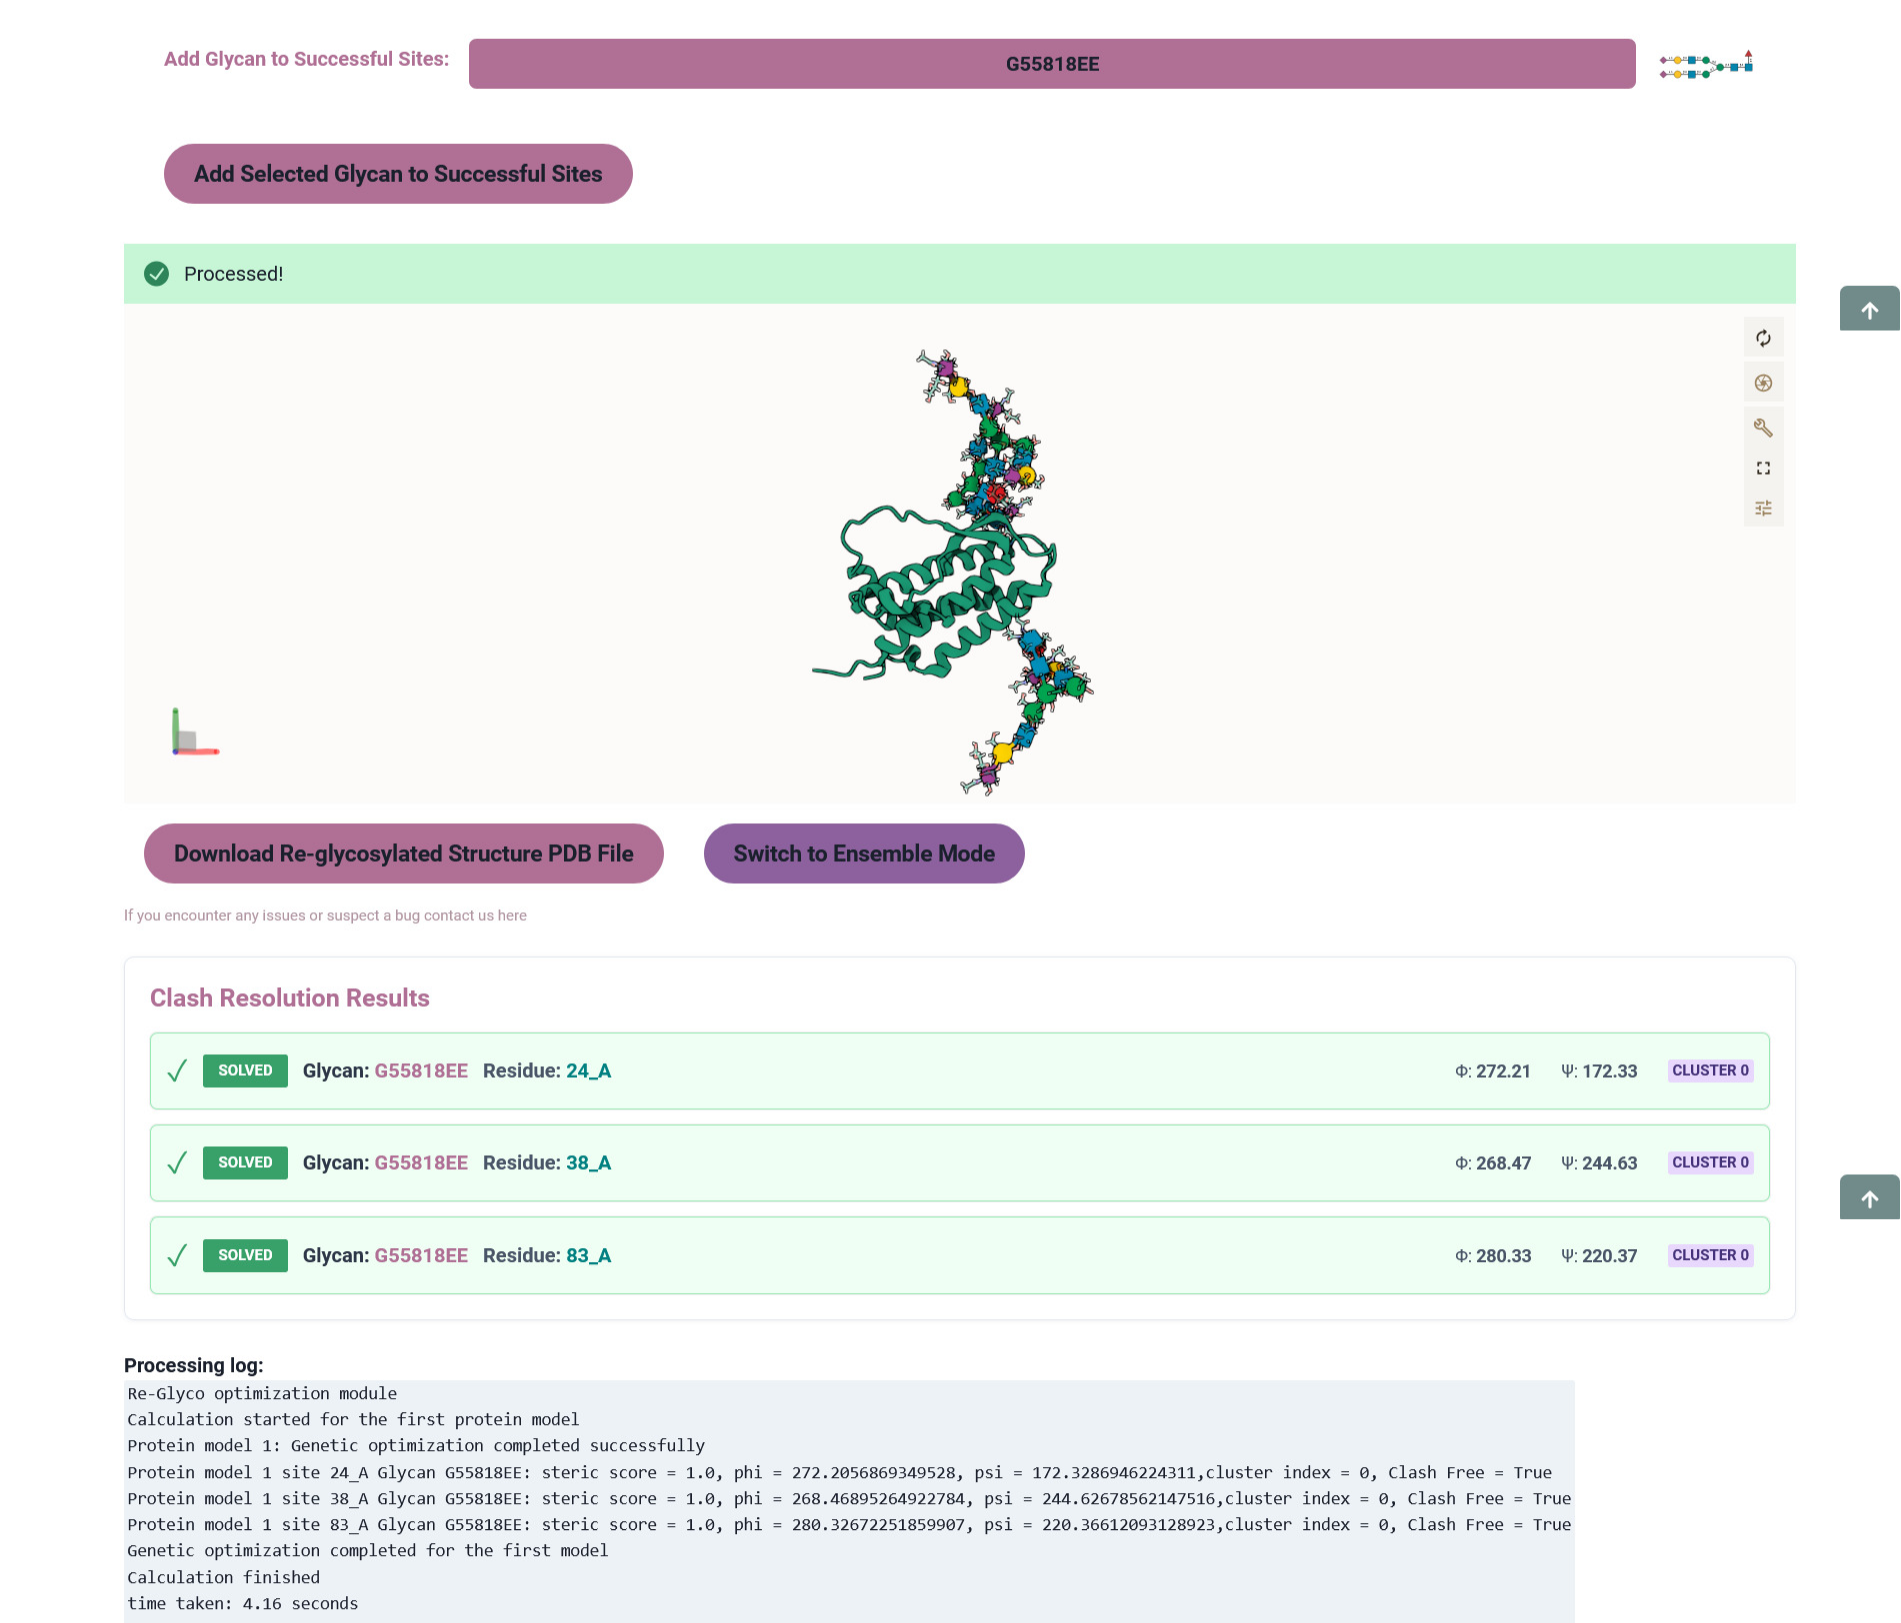 Add Glycan to Successful Sites:
G55818EE
Add Selected Glycan to Successful Sites
Processed!
Download Re-glycosylated Structure PDB File
Switch to Ensemble Mode
If you encounter any issues or suspect a bug contact us here
Clash Resolution Results
SOLVED Glycan: G55818EE Residue: 24_A Φ: 272.21 Ψ: 172.33 CLUSTER 0
SOLVED Glycan: G55818EE Residue: 38_A Φ: 268.47 Ψ: 244.63 CLUSTER 0
SOLVED Glycan: G55818EE Residue: 83_A Φ: 280.33 Ψ: 220.37 CLUSTER 0
Processing log:
Re-Glyco optimization module
Calculation started for the first protein model
Protein model 1: Genetic optimization completed successfully
Protein model 1 site 24_A Glycan G55818EE: steric score = 1.0, phi = 272.2056869349528, psi = 172.3286946224311,cluster index = 0, Clash Free = True
Protein model 1 site 38_A Glycan G55818EE: steric score = 1.0, phi = 268.46895264922784, psi = 244.62678562147516,cluster index = 0, Clash Free = True
Protein model 1 site 83_A Glycan G55818EE: steric score = 1.0, phi = 280.32672251859907, psi = 220.36612093128923,cluster index = 0, Clash Free = True
Genetic optimization completed for the first model
Calculation finished
time taken: 4.16 seconds